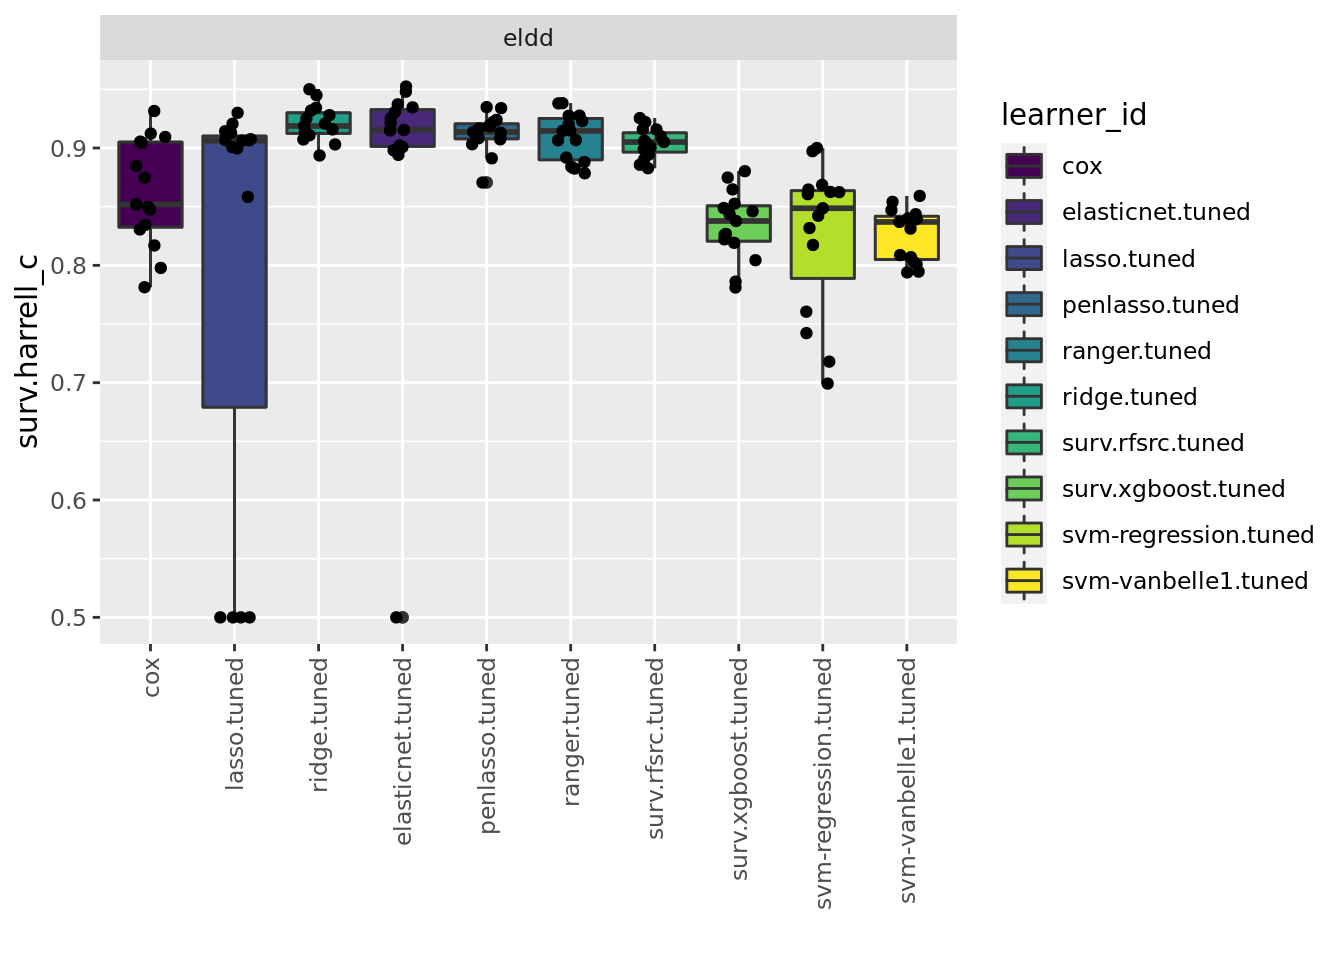 eldd
surv.harrell_c
0.9
0.8
0.7
0.6
0.5
cox
lasso.tuned
ridge.tuned
elasticnet.tuned
penlasso.tuned
ranger.tuned
surv.rfsrc.tuned
surv.xgboost.tuned
svm-regression.tuned
svm-vanbelle1.tuned
learner_id
cox
elasticnet.tuned
lasso.tuned
penlasso.tuned
ranger.tuned
ridge.tuned
surv.rfsrc.tuned
surv.xgboost.tuned
svm-regression.tuned
svm-vanbelle1.tuned